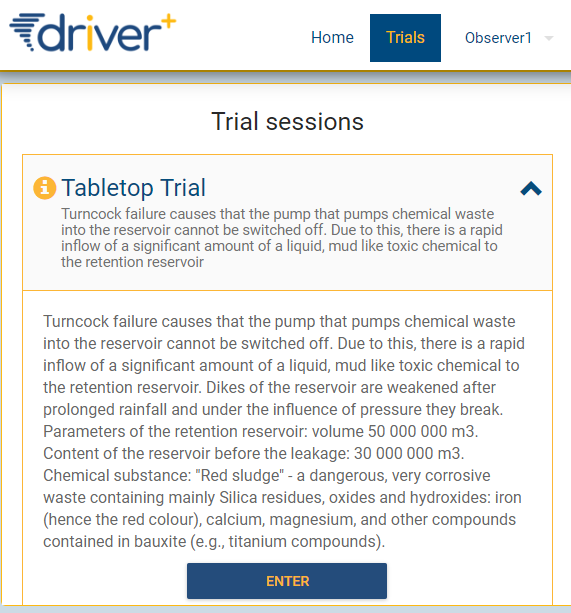 driver+
Home
Trials
Observer1
Trial sessions
Tabletop Trial
Turncock failure causes that the pump that pumps chemical waste
into the reservoir cannot be switched off. Due to this, there is a rapid
inflow of a significant amount of a liquid, mud like toxic chemical to
the retention reservoir
Turncock failure causes that the pump that pumps chemical waste
into the reservoir cannot be switched off. Due to this, there is a rapid
inflow of a significant amount of a liquid, mud like toxic chemical to
the retention reservoir. Dikes of the reservoir are weakened after
prolonged rainfall and under the influence of pressure they break.
Parameters of the retention reservoir: volume 50 000 000 m3.
Content of the reservoir before the leakage: 30 000 000 m3.
Chemical substance: "Red sludge" - a dangerous, very corrosive
waste containing mainly Silica residues, oxides and hydroxides: iron
(hence the red colour), calcium, magnesium, and other compounds
contained in bauxite (e.g., titanium compounds).
ENTER